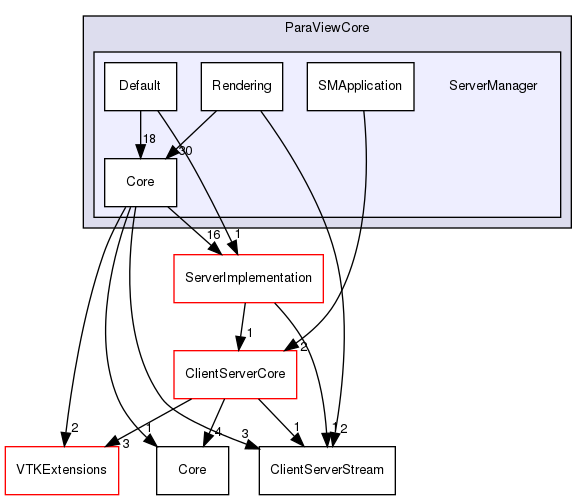 ParaViewCore
Default
Rendering
SMApplication
ServerManager
18
30
Core
16
1
ServerImplementation
1
2
ClientServerCore
2
1
4
3
3
1
1
2
VTKExtensions
Core
ClientServerStream